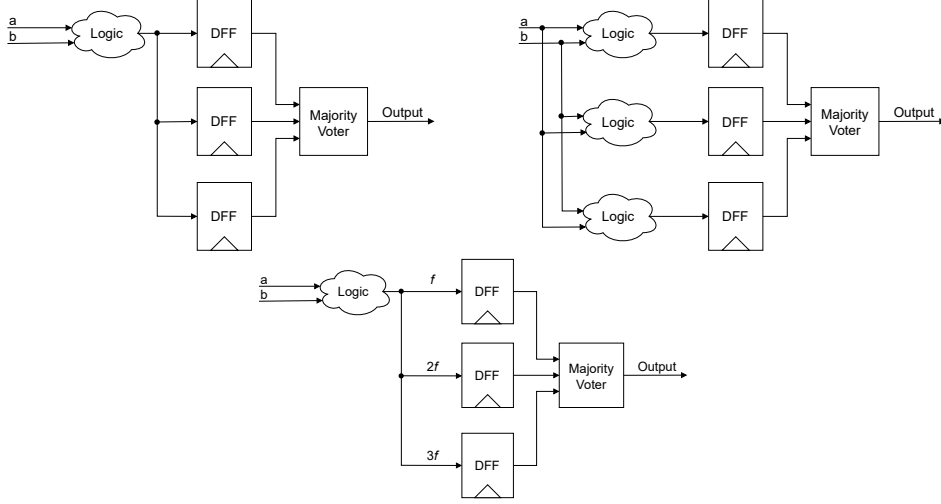 a
b
Logic
DFF
DFF
DFF
Majority
Voter
Output
a
b
Logic
Logic
Logic
DFF
DFF
DFF
Majority
Voter
Output
a
b
Logic
f
2f
3f
DFF
DFF
DFF
Majority
Voter
Output